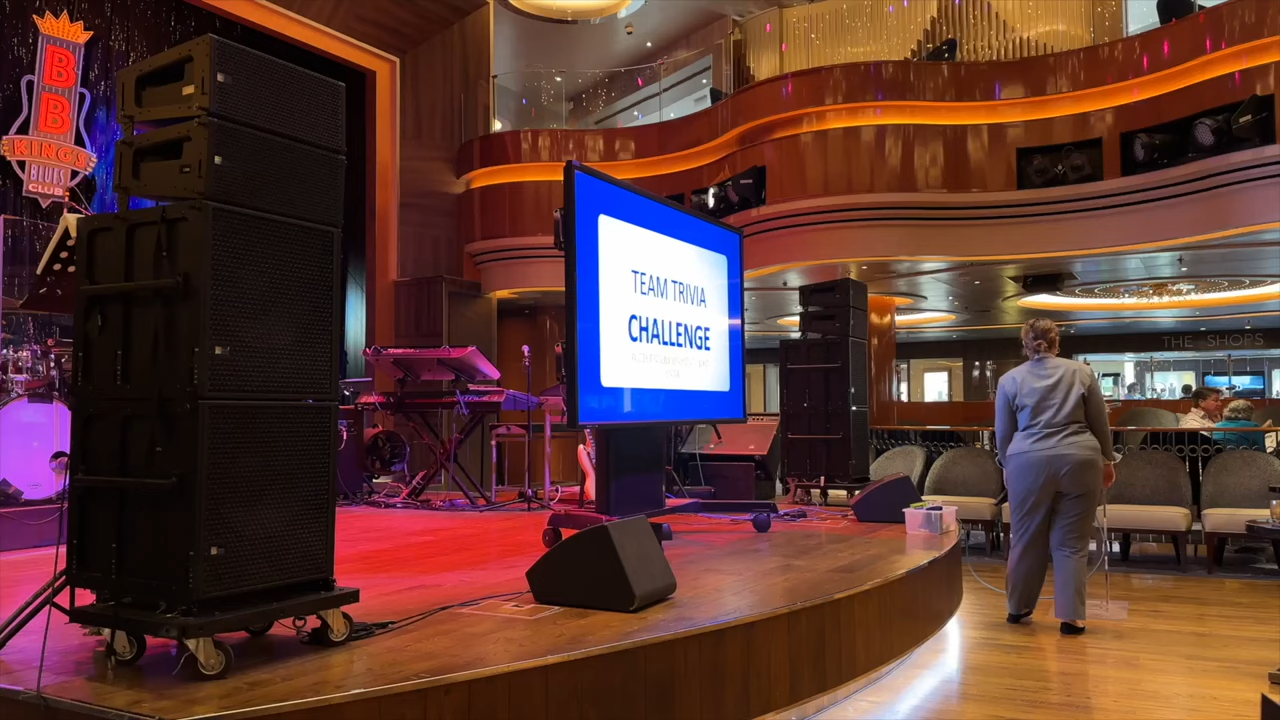 B
B
KING'S
BLUES
CLUB
TEAM TRIVIA
CHALLENGE
THE SHOPS